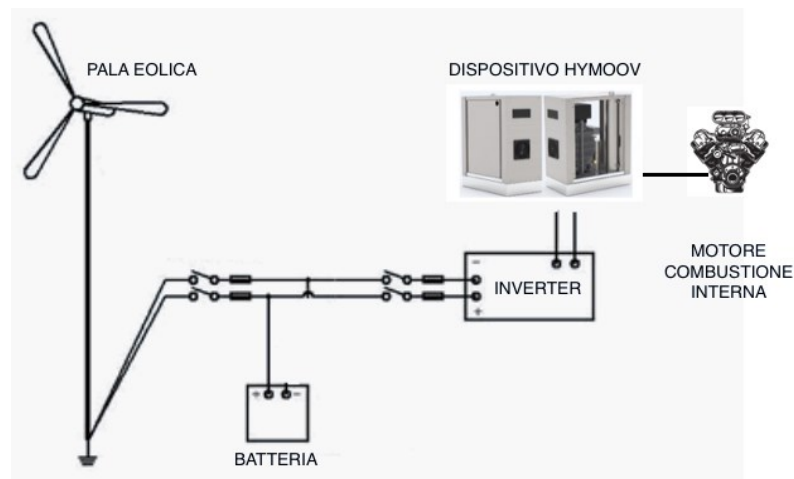 PALA EOLICA
DISPOSITIVO HYMOOV
MOTORE
COMBUSTIONE
INTERNA
-
INVERTER
+
+ -
BATTERIA